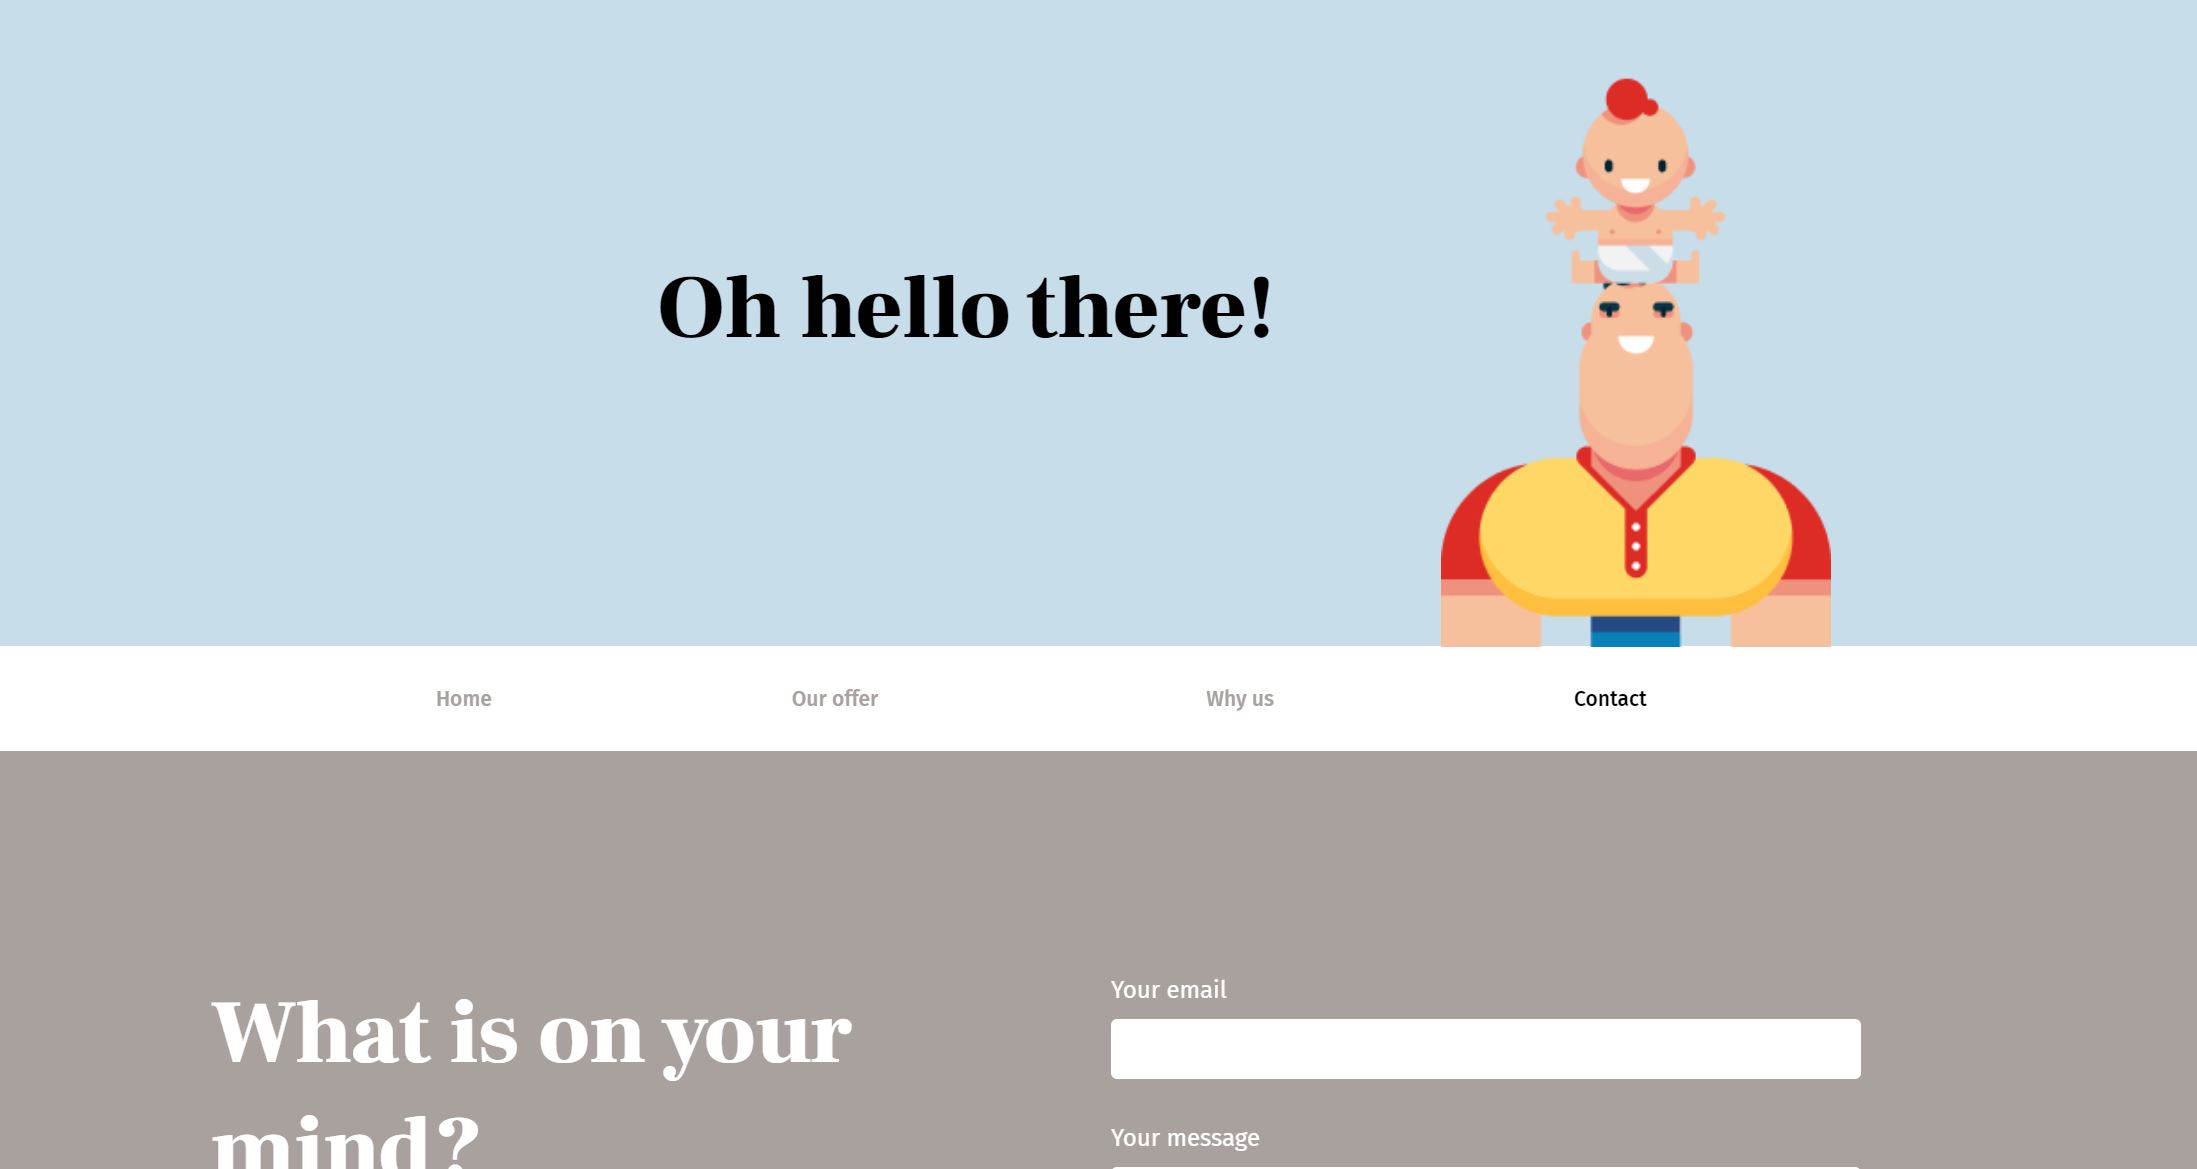 Oh hello there!
Home
Our offer
Why us
Contact
What is on your
mind?
Your email
Your message